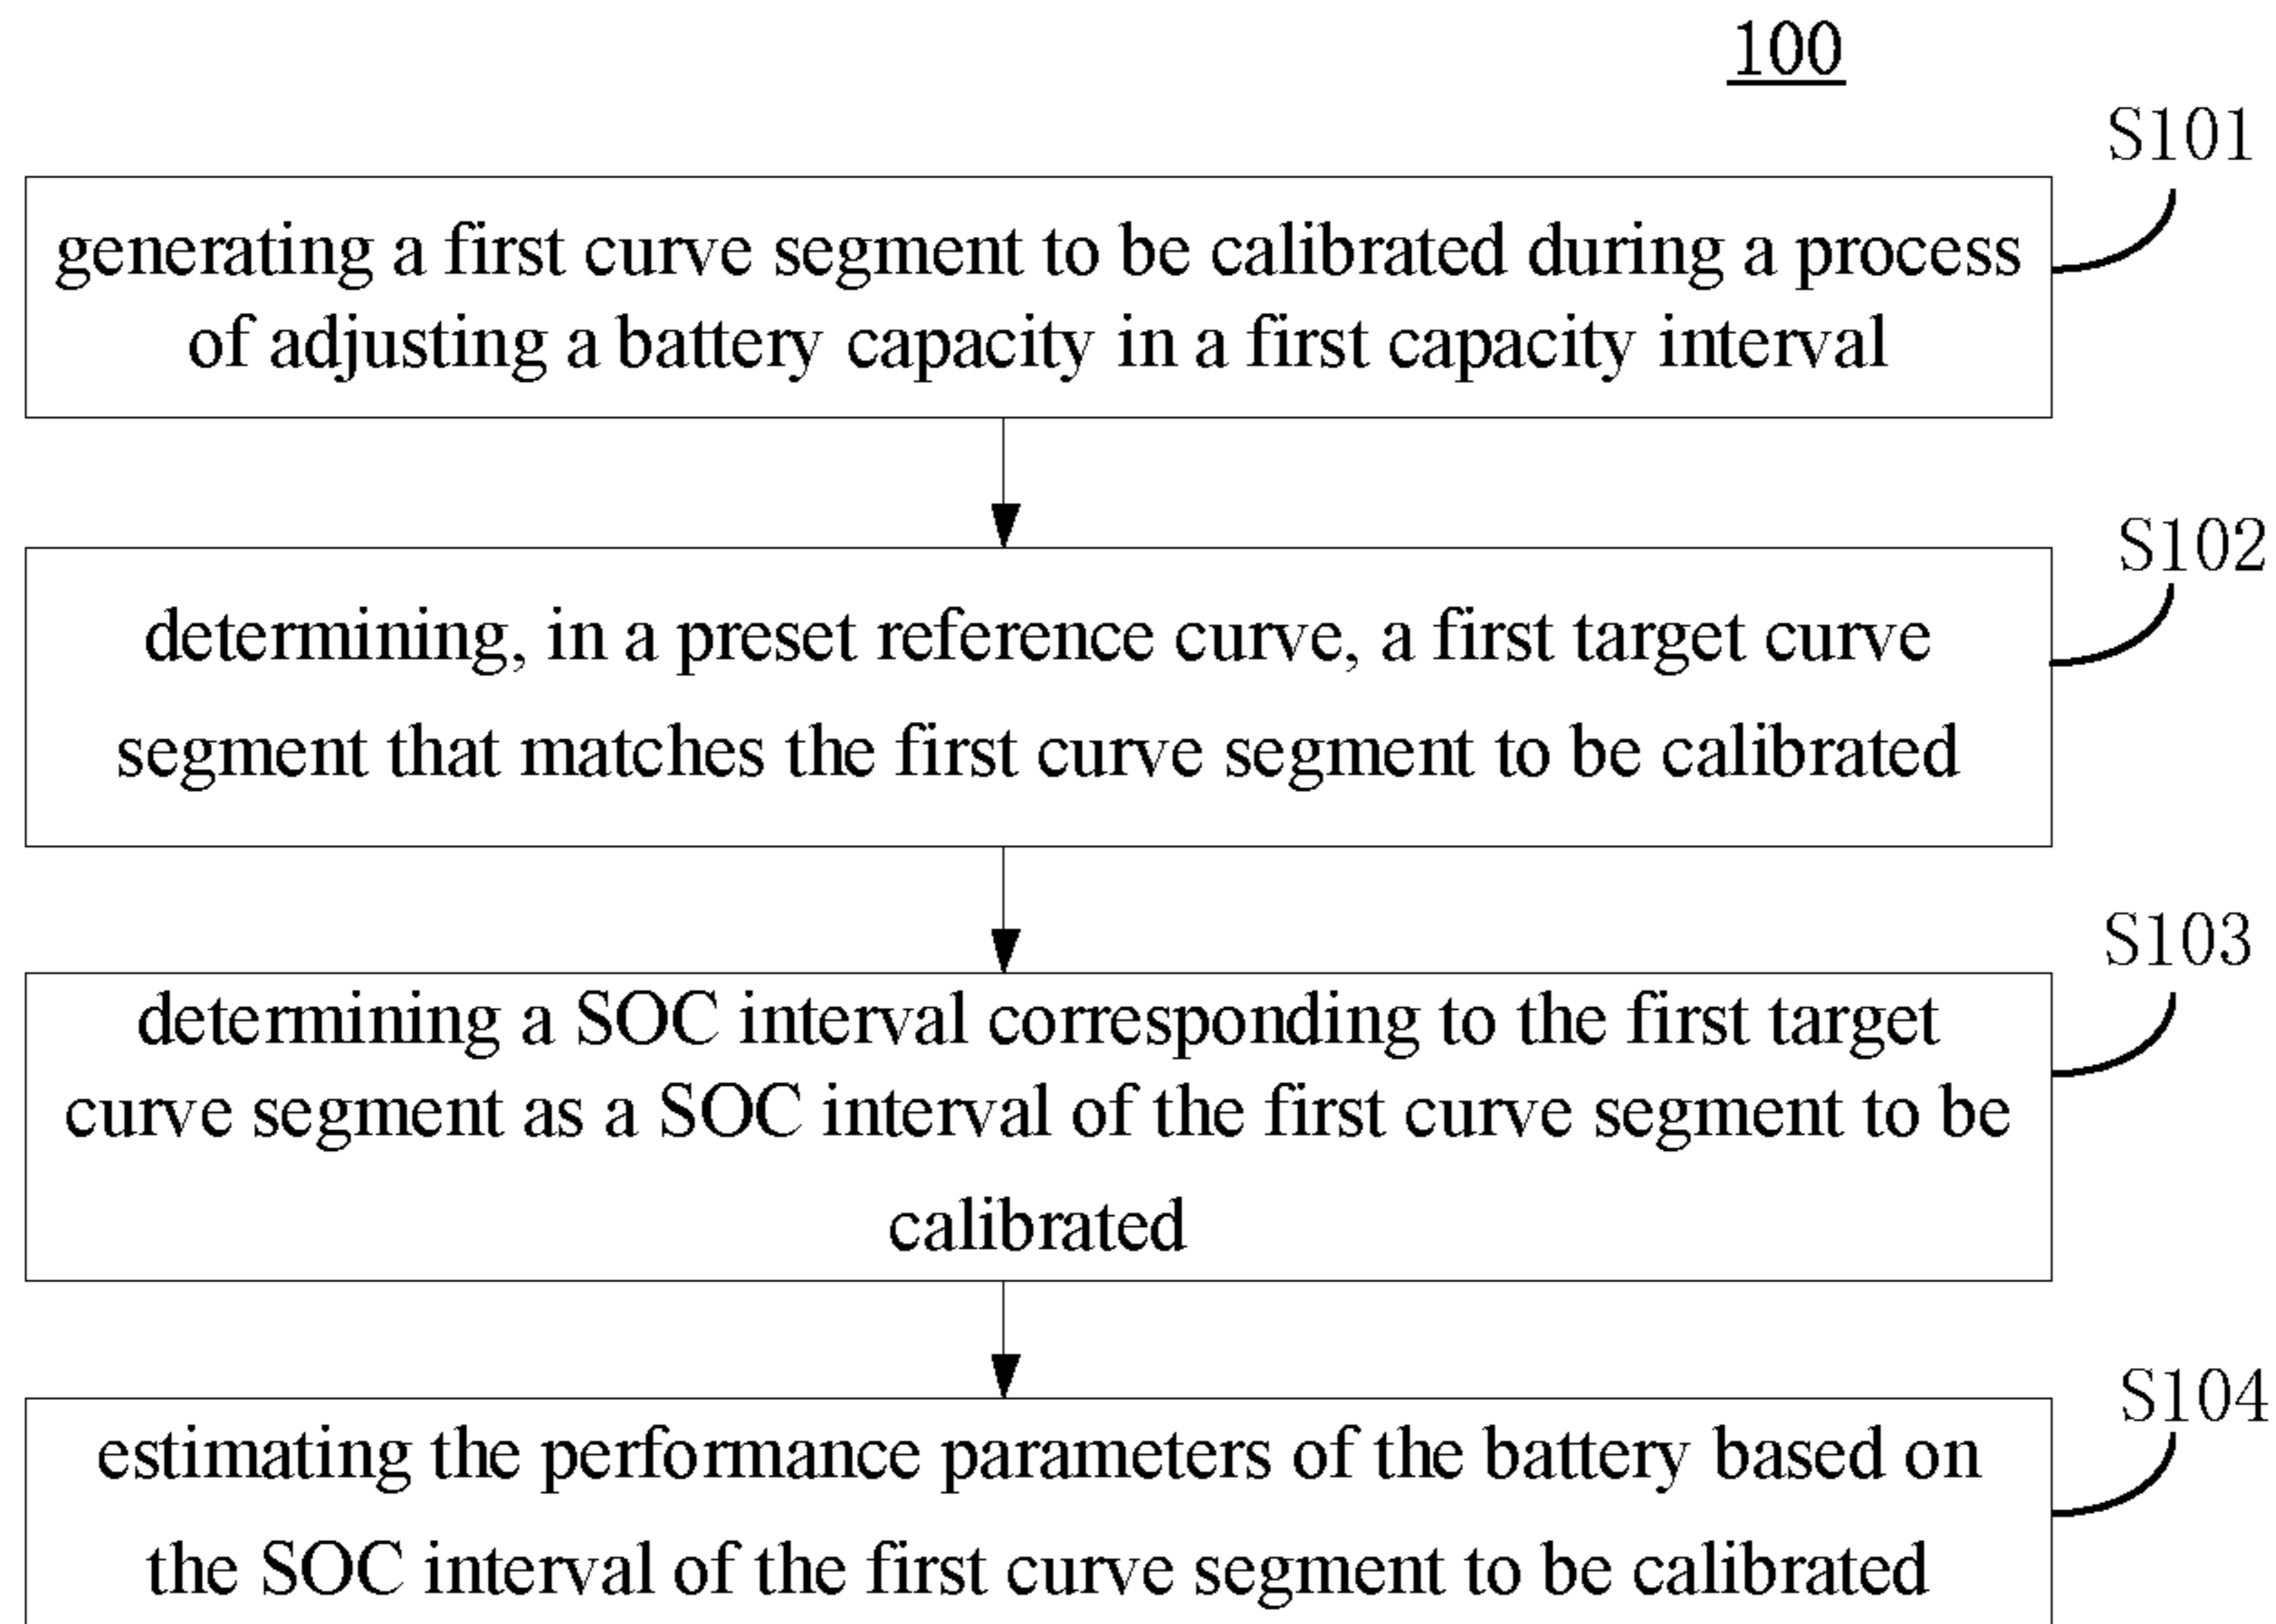 100
S101
generating a first curve segment to be calibrated during a process
of adjusting a battery capacity in a first capacity interval
S102
determining, in a preset reference curve, a first target curve
segment that matches the first curve segment to be calibrated
S103
determining a SOC interval corresponding to the first target
curve segment as a SOC interval of the first curve segment to be
calibrated
S104
estimating the performance parameters of the battery based on
the SOC interval of the first curve segment to be calibrated